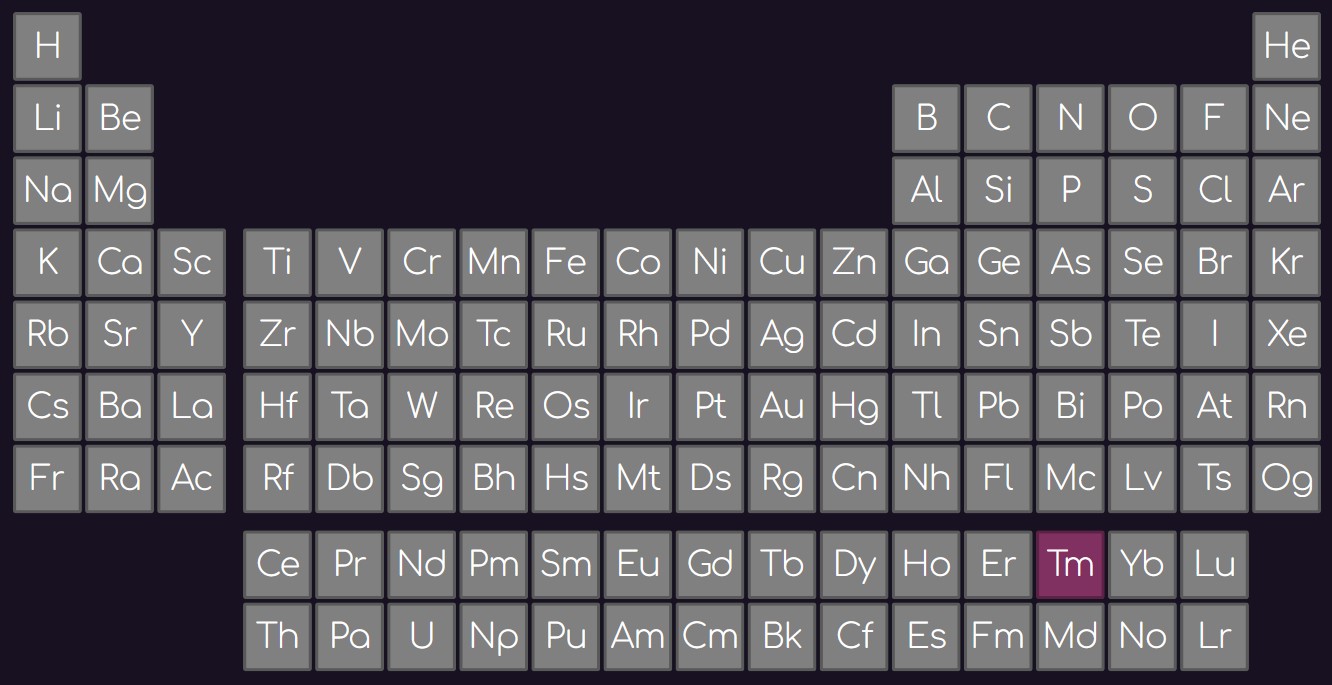 H He
Li Be B C N O F Ne
Na Mg Al Si P S Cl Ar
K Ca Sc Ti V Cr Mn Fe Co Ni Cu Zn Ga Ge As Se Br Kr
Rb Sr Y Zr Nb Mo Tc Ru Rh Pd Ag Cd In Sn Sb Te I Xe
Cs Ba La Hf Ta W Re Os Ir Pt Au Hg Tl Pb Bi Po At Rn
Fr Ra Ac Rf Db Sg Bh Hs Mt Ds Rg Cn Nh Fl Mc Lv Ts Og
Ce Pr Nd Pm Sm Eu Gd Tb Dy Ho Er Tm Yb Lu
Th Pa U Np Pu Am Cm Bk Cf Es Fm Md No Lr